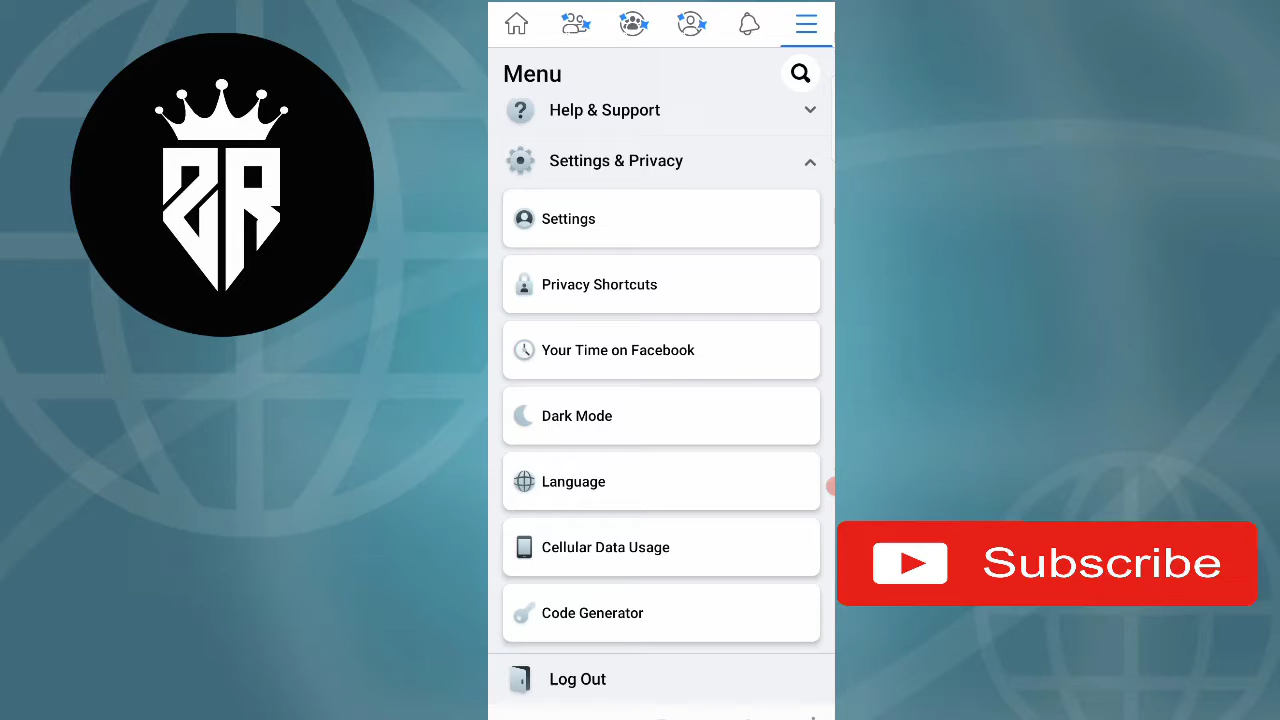 ZR
Menu
Help & Support
Settings & Privacy
Settings
Privacy Shortcuts
Your Time on Facebook
Dark Mode
Language
Cellular Data Usage
Code Generator
Log Out
Subscribe